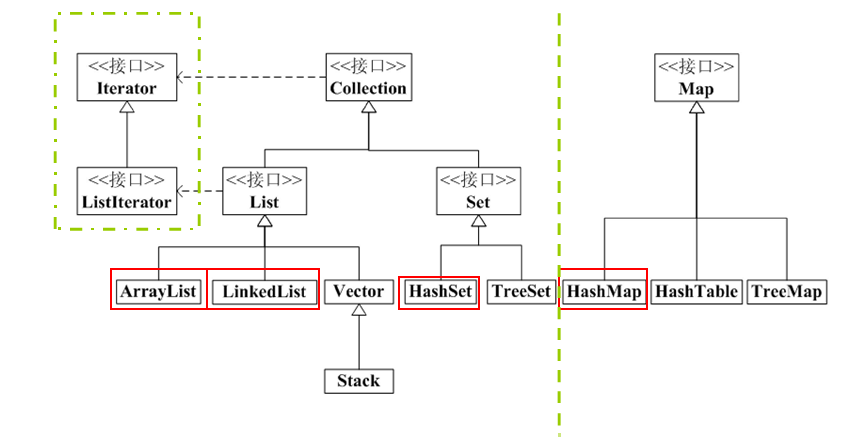 <<接口>>
Iterator
<<接口>>
Collection
<<接口>>
Map
<<接口>>
ListIterator
<<接口>>
List
<<接口>>
Set
ArrayList
LinkedList
Vector
HashSet
TreeSet
HashMap
HashTable
TreeMap
Stack